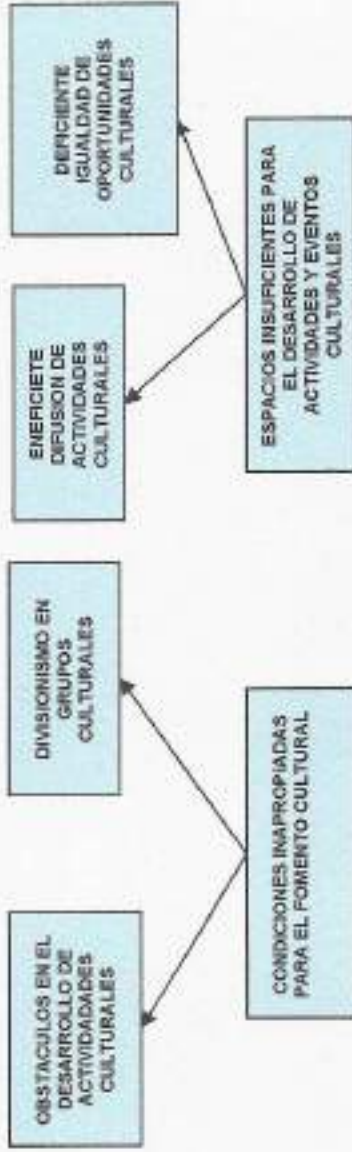 OBSTACULOS EN EL
DESARROLLO DE
ACTIVIDADADES
CULTURALES
DIVISIONISMO EN
GRUPOS
CULTURALES
ENEFICIETE
DIFUSION DE
ACTIVIDADES
CULTURALES
DEFICIENTE
IGUALDAD DE
OPORTUNIDADES
CULTURALES
CONDICIONES INAPROPIADAS
PARA EL FOMENTO CULTURAL
ESPACIOS INSUFICIENTES PARA
EL DESARROLLO DE
ACTIVIDADES Y EVENTOS
CULTURALES